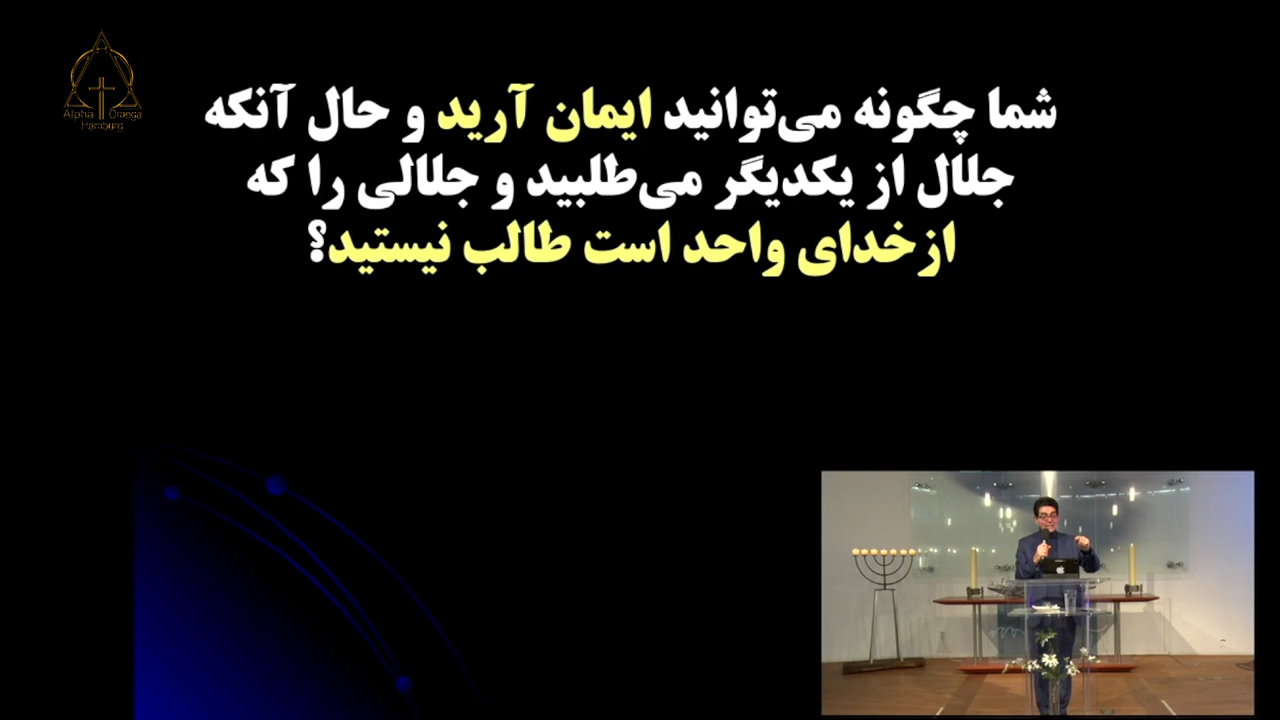 Alpha Omega
Hamburg
شما چگونه می‌توانید ایمان آرید و حال آنکه
جلال از یکدیگر می‌طلبید و جلالی را که
ازخدای واحد است طالب نیستید؟